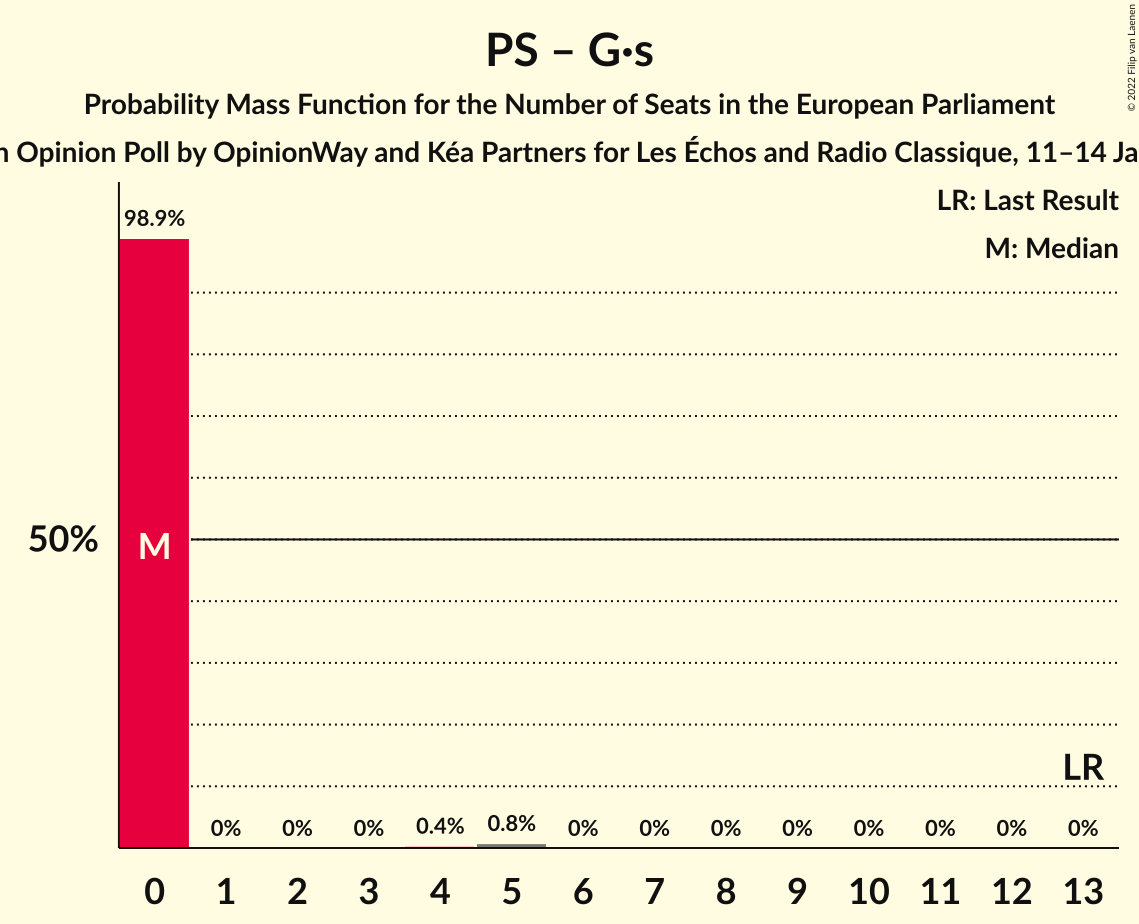 PS – G·s
Probability Mass Function for the Number of Seats in the European Parliament
n Opinion Poll by OpinionWay and Kéa Partners for Les Échos and Radio Classique, 11–14 Ja
© 2022 Filip van Laenen
LR: Last Result
M: Median
98.9%
50%
M
LR
0% 0% 0% 0.4% 0.8% 0% 0% 0% 0% 0% 0% 0% 0%
0 1 2 3 4 5 6 7 8 9 10 11 12 13